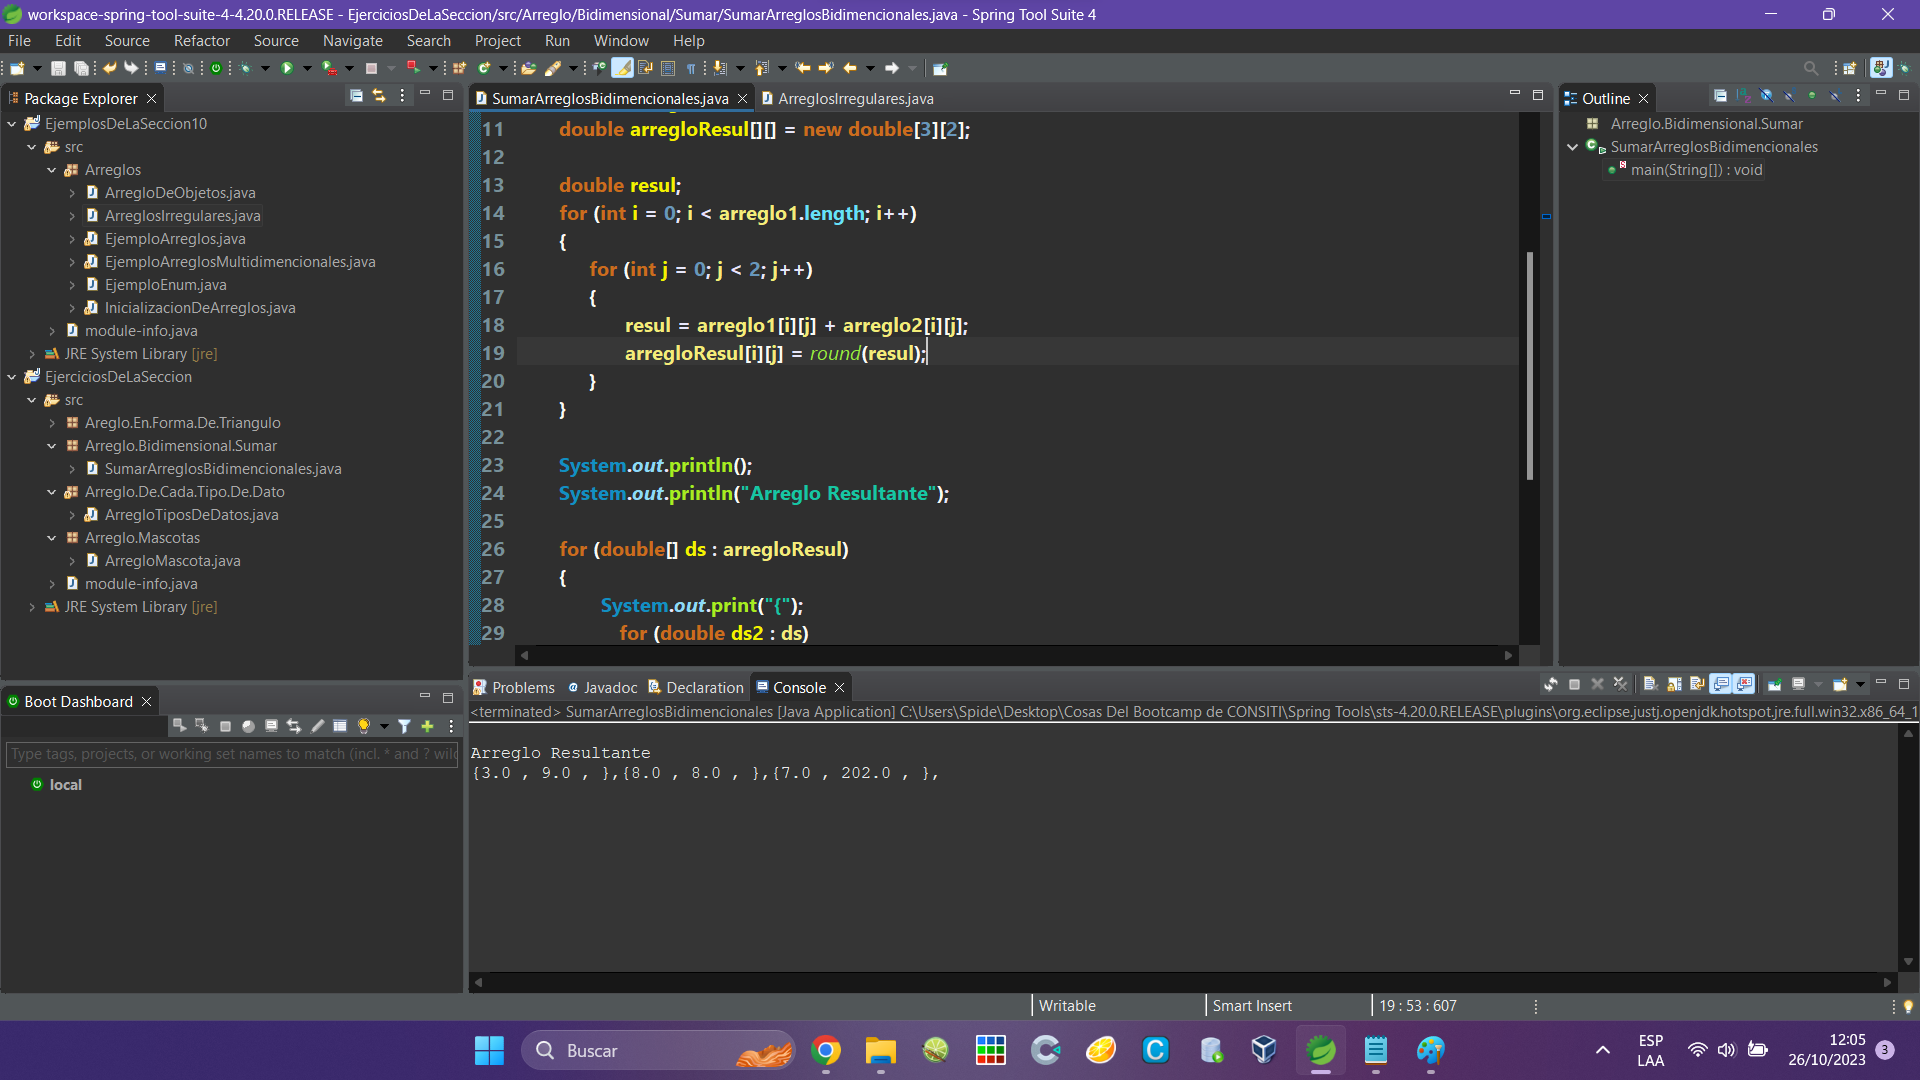 workspace-spring-tool-suite-4-4.20.0.RELEASE - EjerciciosDeLaSeccion/src/Arreglo/Bidimensional/Sumar/SumarArreglosBidimencionales.java - Spring Tool Suite 4
File Edit Source Refactor Source Navigate Search Project Run Window Help
Package Explorer
EjemplosDeLaSeccion10
src
Arreglos
ArregloDeObjetos.java
ArreglosIrregulares.java
EjemploArreglos.java
EjemploArreglosMultidimencionales.java
EjemploEnum.java
InicializacionDeArreglos.java
module-info.java
JRE System Library [jre]
EjerciciosDeLaSeccion
src
Areglo.En.Forma.De.Triangulo
Arreglo.Bidimensional.Sumar
SumarArreglosBidimencionales.java
Arreglo.De.Cada.Tipo.De.Dato
ArregloTiposDeDatos.java
Arreglo.Mascotas
ArregloMascota.java
module-info.java
JRE System Library [jre]
SumarArreglosBidimencionales.java ArreglosIrregulares.java
11 double arregloResul[][] = new double[3][2];
12
13 double resul;
14 for (int i = 0; i < arreglo1.length; i++)
15 {
16 for (int j = 0; j < 2; j++)
17 {
18 resul = arreglo1[i][j] + arreglo2[i][j];
19 arregloResul[i][j] = round(resul);
20 }
21 }
22
23 System.out.println();
24 System.out.println("Arreglo Resultante");
25
26 for (double[] ds : arregloResul)
27 {
28 System.out.print("{");
29 for (double ds2 : ds)
Outline
Arreglo.Bidimensional.Sumar
SumarArreglosBidimencionales
main(String[]) : void
Boot Dashboard
Type tags, projects, or working set names to match (incl. * and ? wil
local
Problems Javadoc Declaration Console
<terminated> SumarArreglosBidimencionales [Java Application] C:\Users\Spide\Desktop\Cosas Del Bootcamp de CONSITI\Spring Tools\sts-4.20.0.RELEASE\plugins\org.eclipse.justj.openjdk.hotspot.jre.full.win32.x86_64_1
Arreglo Resultante
{3.0 , 9.0 , },{8.0 , 8.0 , },{7.0 , 202.0 , },
Writable Smart Insert 19 : 53 : 607
Buscar
ESP
LAA
12:05
26/10/2023
3